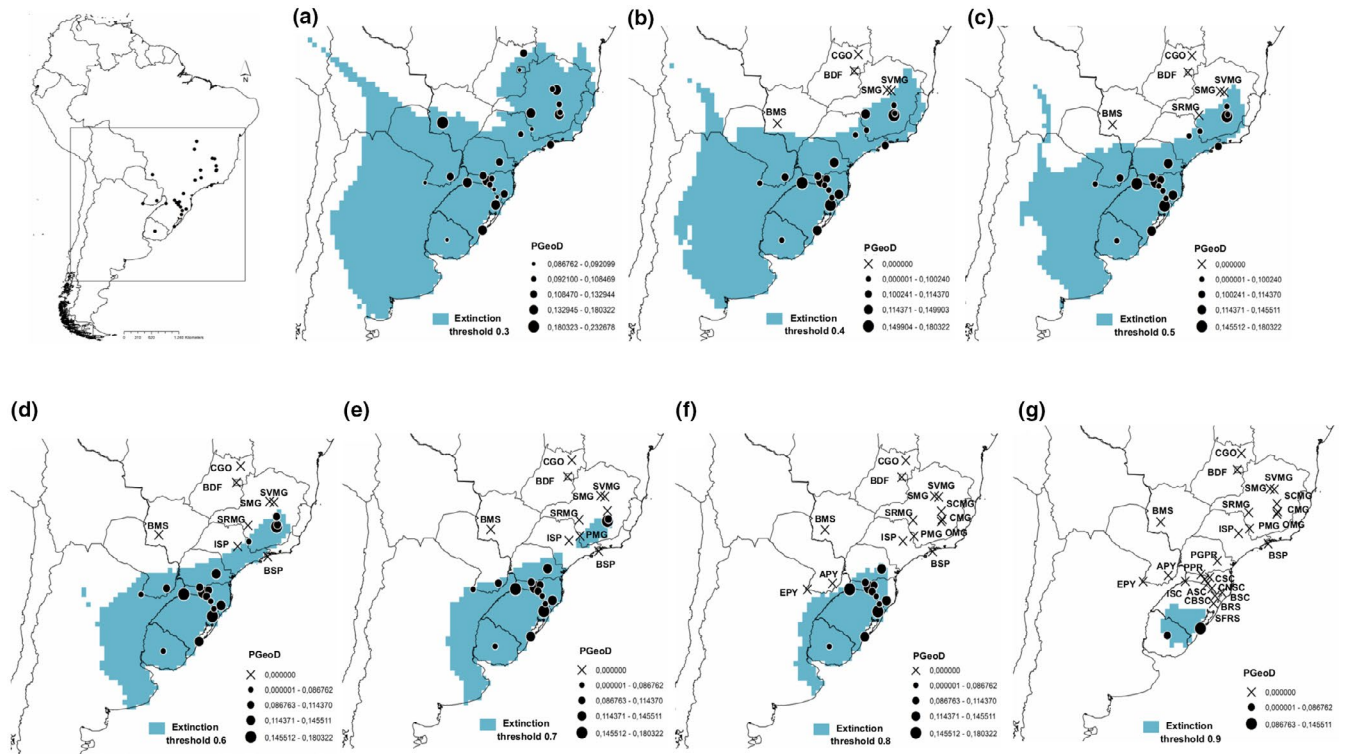 (a)
(b)
(c)
N
CGO
BDF
SVMG
SMG
BMS
CGO
BDF
SVMG
SMG
SRMG
BMS
PGeoD
0,086762 - 0,092099
0,092100 - 0,108469
0,108470 - 0,132944
0,132945 - 0,180322
0,180323 - 0,232678
Extinction
threshold 0.3
PGeoD
0,000000
0,000001 - 0,100240
0,100241 - 0,114370
0,114371 - 0,149903
0,149904 - 0,180322
Extinction
threshold 0.4
PGeoD
0,000000
0,000001 - 0,100240
0,100241 - 0,114370
0,114371 - 0,145511
0,145512 - 0,180322
Extinction
threshold 0.5
(d)
(e)
(f)
(g)
CGO
BDF
SVMG
SMG
SRMG
BMS
ISP
BSP
PGeoD
0,000000
0,000001 - 0,086762
0,086763 - 0,114370
0,114371 - 0,145511
0,145512 - 0,180322
Extinction
threshold 0.6
CGO
BDF
SMG
SRMG
BMS
ISP
PMG
BSP
PGeoD
0,000000
0,000001 - 0,086762
0,086763 - 0,114370
0,114371 - 0,145511
0,145512 - 0,180322
Extinction
threshold 0.7
CGO
BDF
SVMG
SMG
SCMG
SRMG
CMG
BMS
ISP
PMG
OMG
BSP
APY
EPY
PGeoD
0,000000
0,000001 - 0,086762
0,086763 - 0,114370
0,114371 - 0,145511
0,145512 - 0,180322
Extinction
threshold 0.8
CGO
BDF
SVMG
SMG
SCMG
SRMG
CMG
BMS
ISP
PMG
OMG
BSP
PGPR
APY
PPR
EPY
CSC
CNSC
ISC
ASC
BSC
CBSC
BRS
SFRS
PGeoD
0,000000
0,000001 - 0,086762
0,086763 - 0,145511
Extinction
threshold 0.9